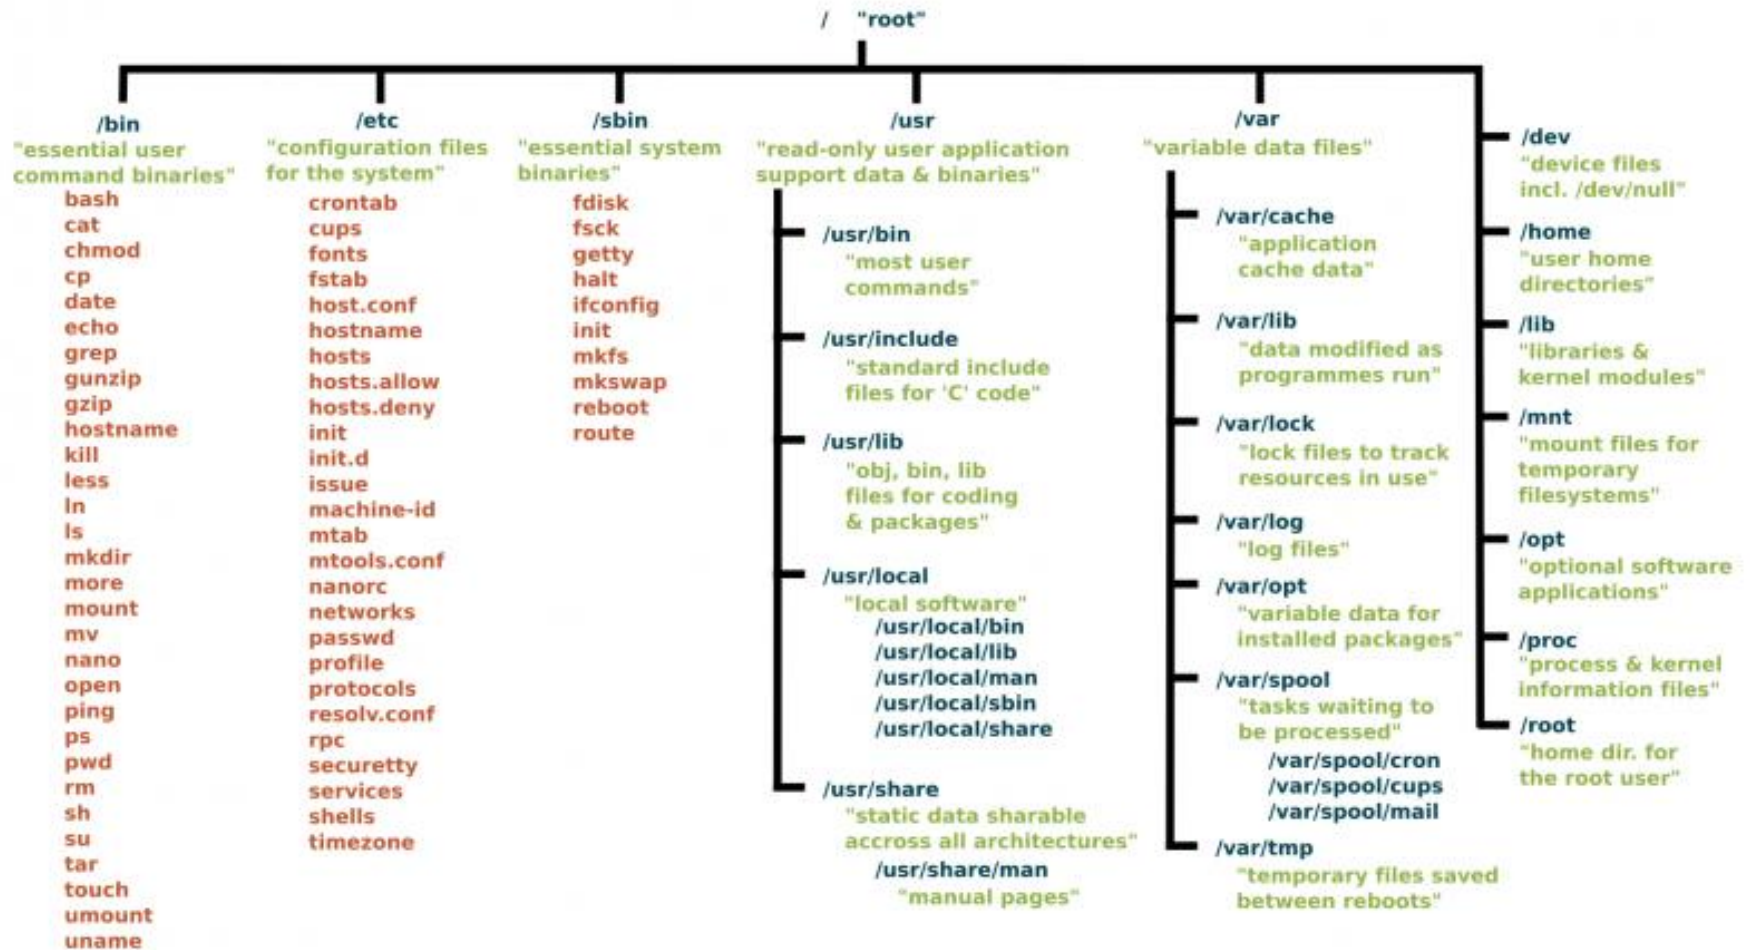 / "root"
/bin
"essential user
command binaries"
bash
cat
chmod
cp
date
echo
grep
gunzip
gzip
hostname
kill
less
ln
ls
mkdir
more
mount
mv
nano
open
ping
ps
pwd
rm
sh
su
tar
touch
umount
uname
/etc
"configuration files
for the system"
crontab
cups
fonts
fstab
host.conf
hostname
hosts
hosts.allow
hosts.deny
init
init.d
issue
machine-id
mtab
mtools.conf
nanorc
networks
passwd
profile
protocols
resolv.conf
rpc
securetty
services
shells
timezone
/sbin
"essential system
binaries"
fdisk
fsck
getty
halt
ifconfig
init
mkfs
mkswap
reboot
route
/usr
"read-only user application
support data & binaries"
/usr/bin
"most user
commands"
/usr/include
"standard include
files for 'C' code"
/usr/lib
"obj, bin, lib
files for coding
& packages"
/usr/local
"local software"
/usr/local/bin
/usr/local/lib
/usr/local/man
/usr/local/sbin
/usr/local/share
/usr/share
"static data sharable
accross all architectures"
/usr/share/man
"manual pages"
/var
"variable data files"
/var/cache
"application
cache data"
/var/lib
"data modified as
programmes run"
/var/lock
"lock files to track
resources in use"
/var/log
"log files"
/var/opt
"variable data for
installed packages"
/var/spool
"tasks waiting to
be processed"
/var/spool/cron
/var/spool/cups
/var/spool/mail
/var/tmp
"temporary files saved
between reboots"
/dev
"device files
incl. /dev/null"
/home
"user home
directories"
/lib
"libraries &
kernel modules"
/mnt
"mount files for
temporary
filesystems"
/opt
"optional software
applications"
/proc
"process & kernel
information files"
/root
"home dir. for
the root user"